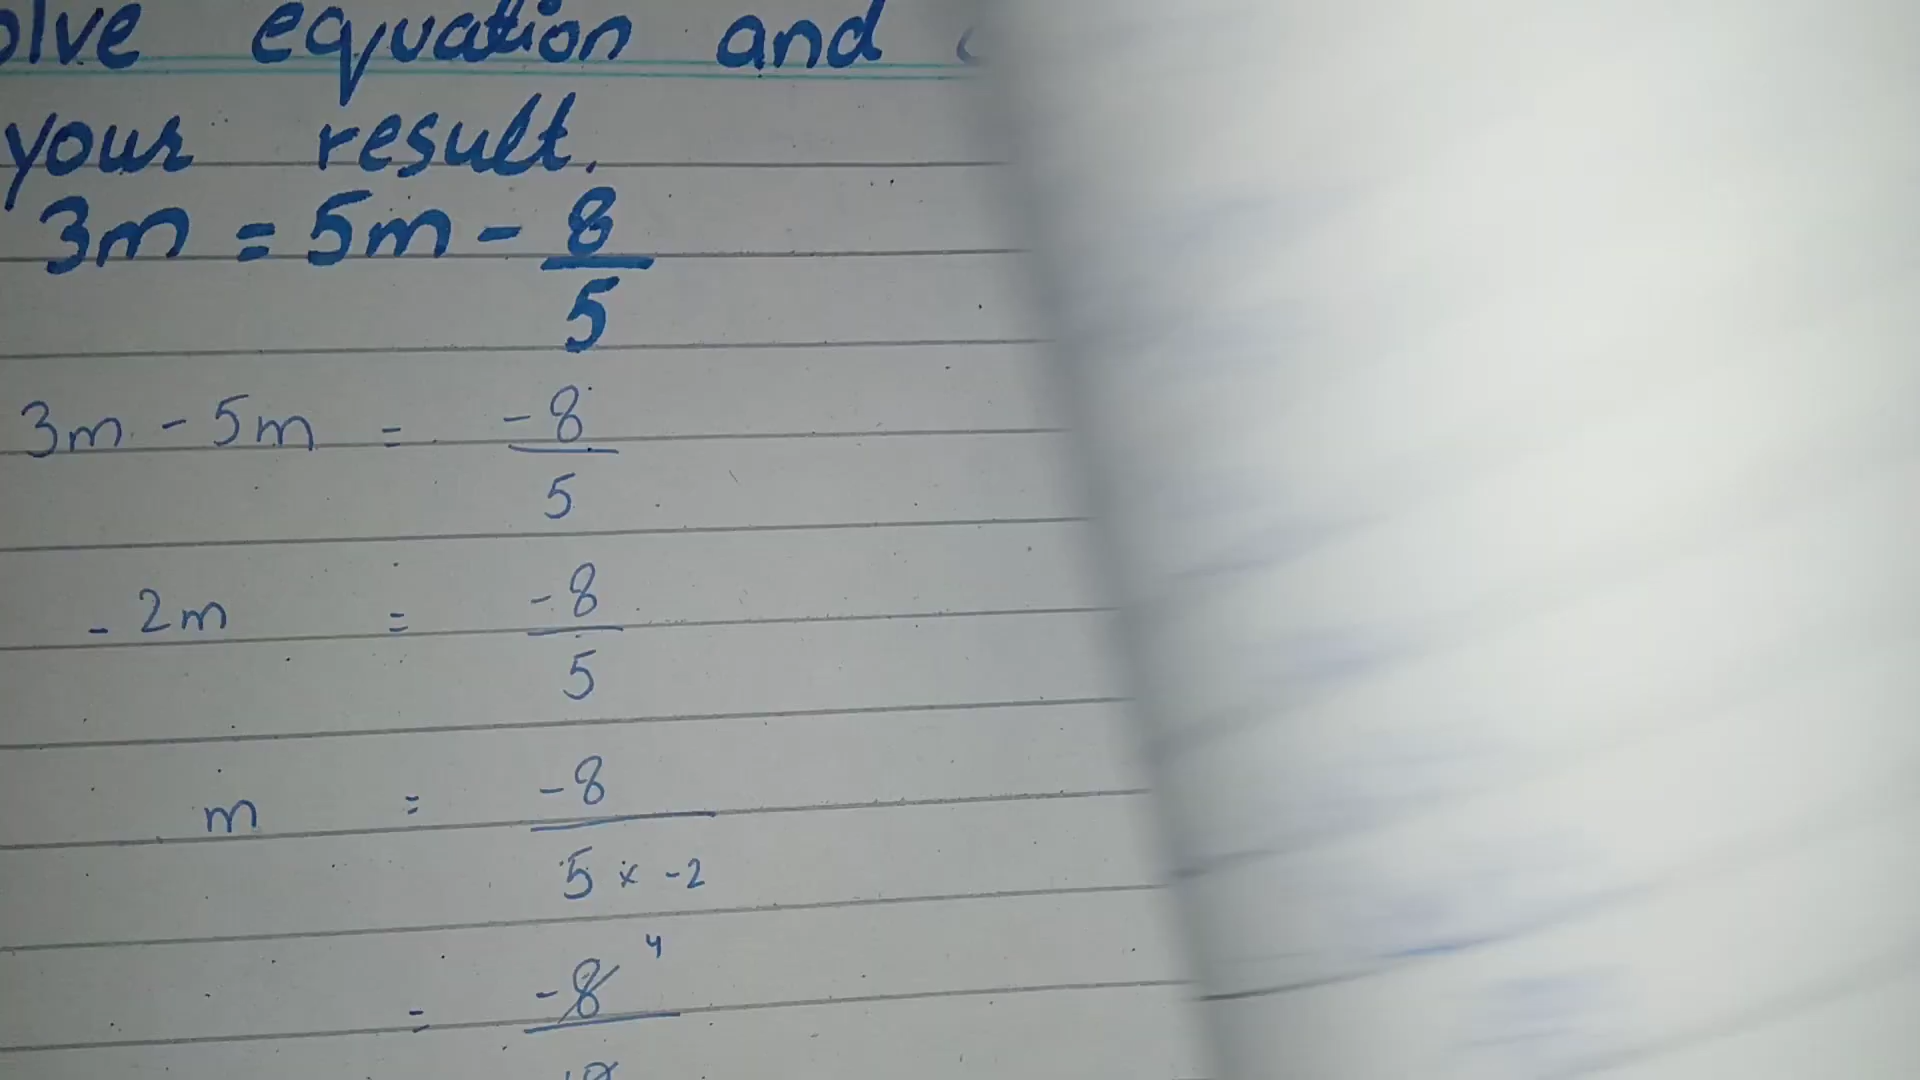 equation and
your result.
3m = 5m - 8/5
3m - 5m = -8/5
- 2m = -8/5
m = -8/5 x -2
= -8 4